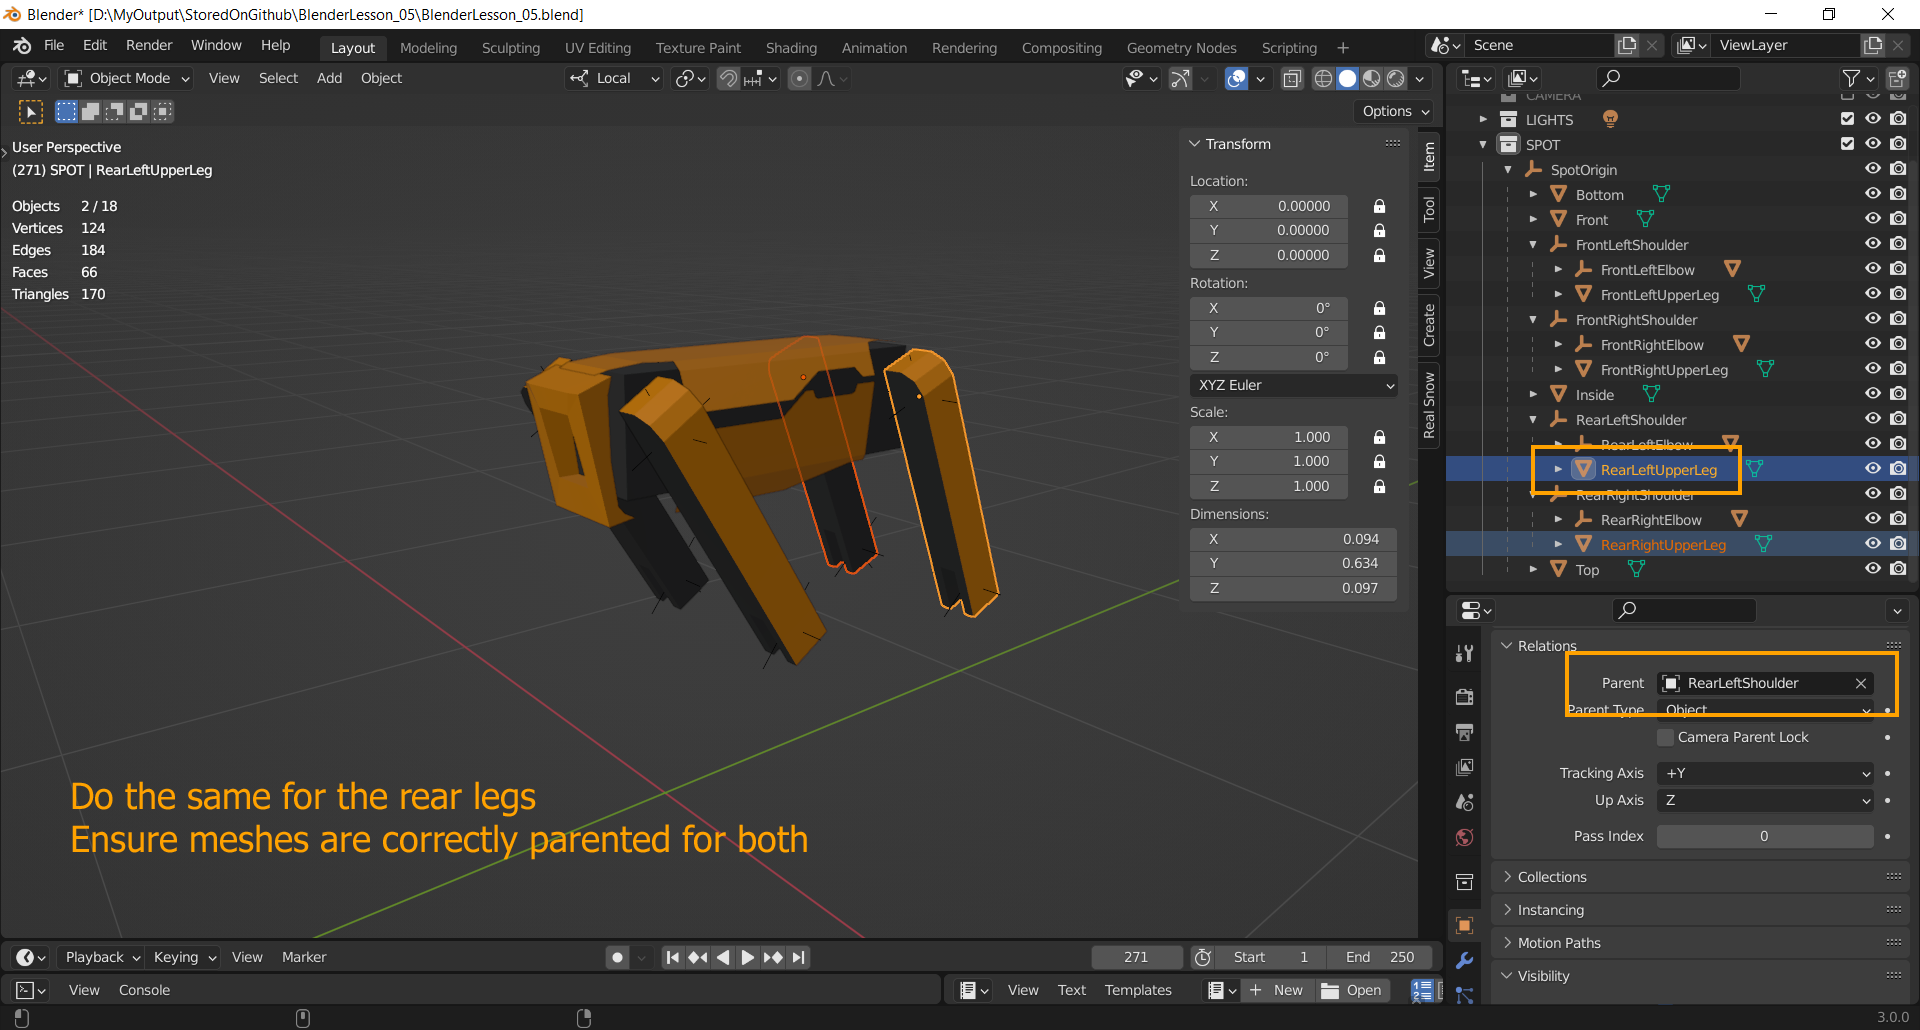 Blender* [D:\MyOutput\StoredOnGithub\BlenderLesson_05\BlenderLesson_05.blend]
File Edit Render Window Help Layout Modeling Sculpting UV Editing Texture Paint Shading Animation Rendering Compositing Geometry Nodes Scripting + Scene ViewLayer
Object Mode View Select Add Object Local
Options
User Perspective
(271) SPOT | RearLeftUpperLeg
Objects 2 / 18
Vertices 124
Edges 184
Faces 66
Triangles 170
Transform
Location:
X 0.00000
Y 0.00000
Z 0.00000
Rotation:
X 0°
Y 0°
Z 0°
XYZ Euler
Scale:
X 1.000
Y 1.000
Z 1.000
Dimensions:
X 0.094
Y 0.634
Z 0.097
Item
Tool
View
Create
Real Snow
CAMERA
LIGHTS
SPOT
SpotOrigin
Bottom
Front
FrontLeftShoulder
FrontLeftElbow
FrontLeftUpperLeg
FrontRightShoulder
FrontRightElbow
FrontRightUpperLeg
Inside
RearLeftShoulder
RearLeftElbow
RearLeftUpperLeg
RearRightShoulder
RearRightElbow
RearRightUpperLeg
Top
Relations
Parent RearLeftShoulder
Parent Type Object
Camera Parent Lock
Tracking Axis +Y
Up Axis Z
Pass Index 0
Collections
Instancing
Motion Paths
Visibility
Do the same for the rear legs
Ensure meshes are correctly parented for both
Playback Keying View Marker 271 Start 1 End 250
View Console View Text Templates + New Open
3.0.0